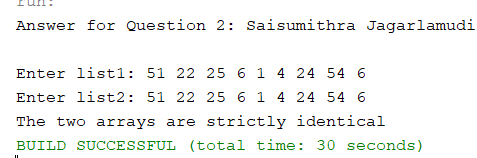 run:
Answer for Question 2: Saisumithra Jagarlamudi
Enter list1: 51 22 25 6 1 4 24 54 6
Enter list2: 51 22 25 6 1 4 24 54 6
The two arrays are strictly identical
BUILD SUCCESSFUL (total time: 30 seconds)